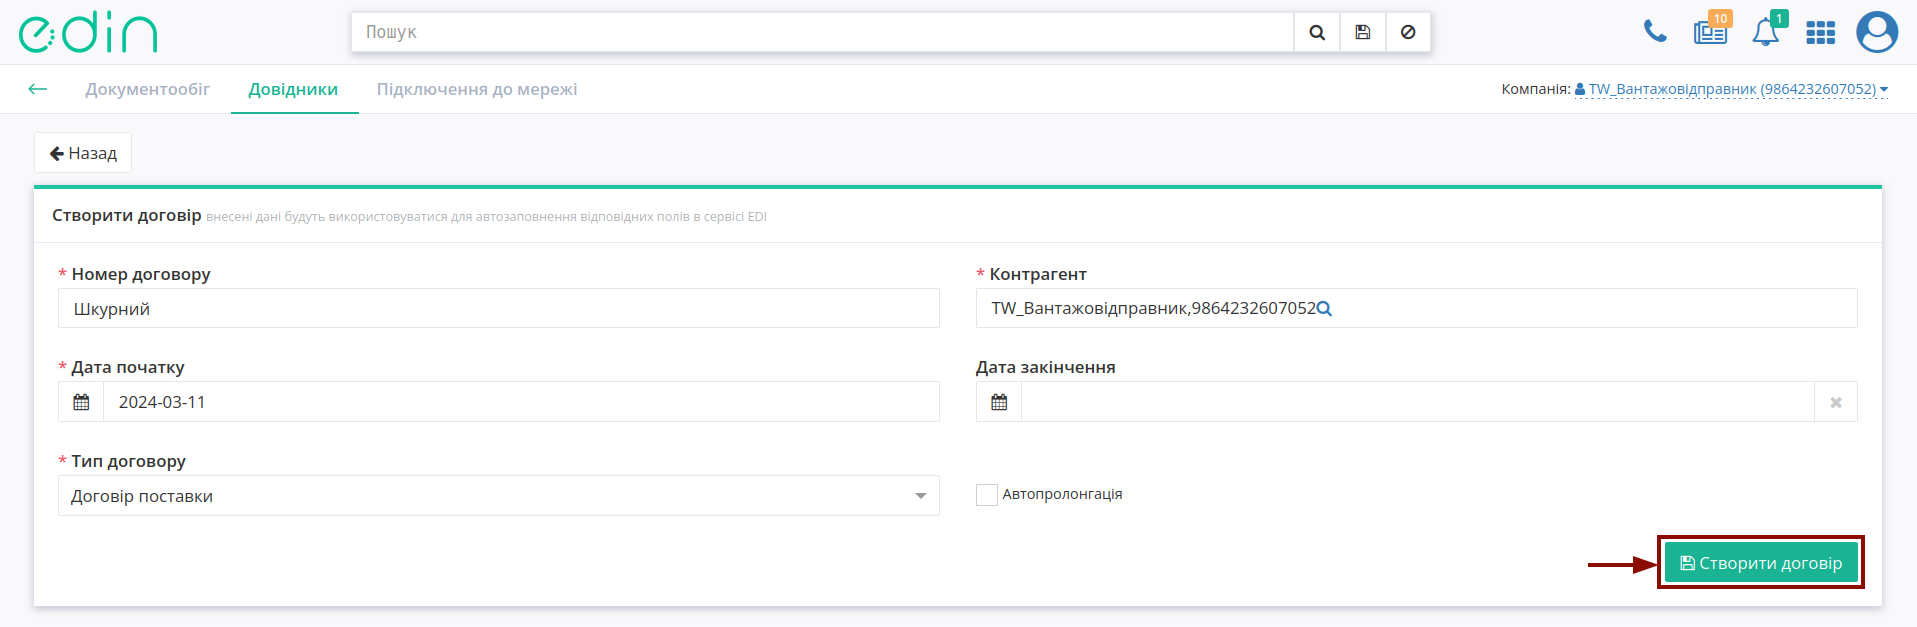 edin
Пошук
10
1
Документообіг
Довідники
Підключення до мережі
Компанія: TW_Вантажовідправник (9864232607052)
Назад
Створити договір внесені дані будуть використовуватися для автозаповнення відповідних полів в сервісі EDI
* Номер договору
Шкурний
* Контрагент
TW_Вантажовідправник,9864232607052
* Дата початку
2024-03-11
Дата закінчення
* Тип договору
Договір поставки
Автопролонгація
Створити договір